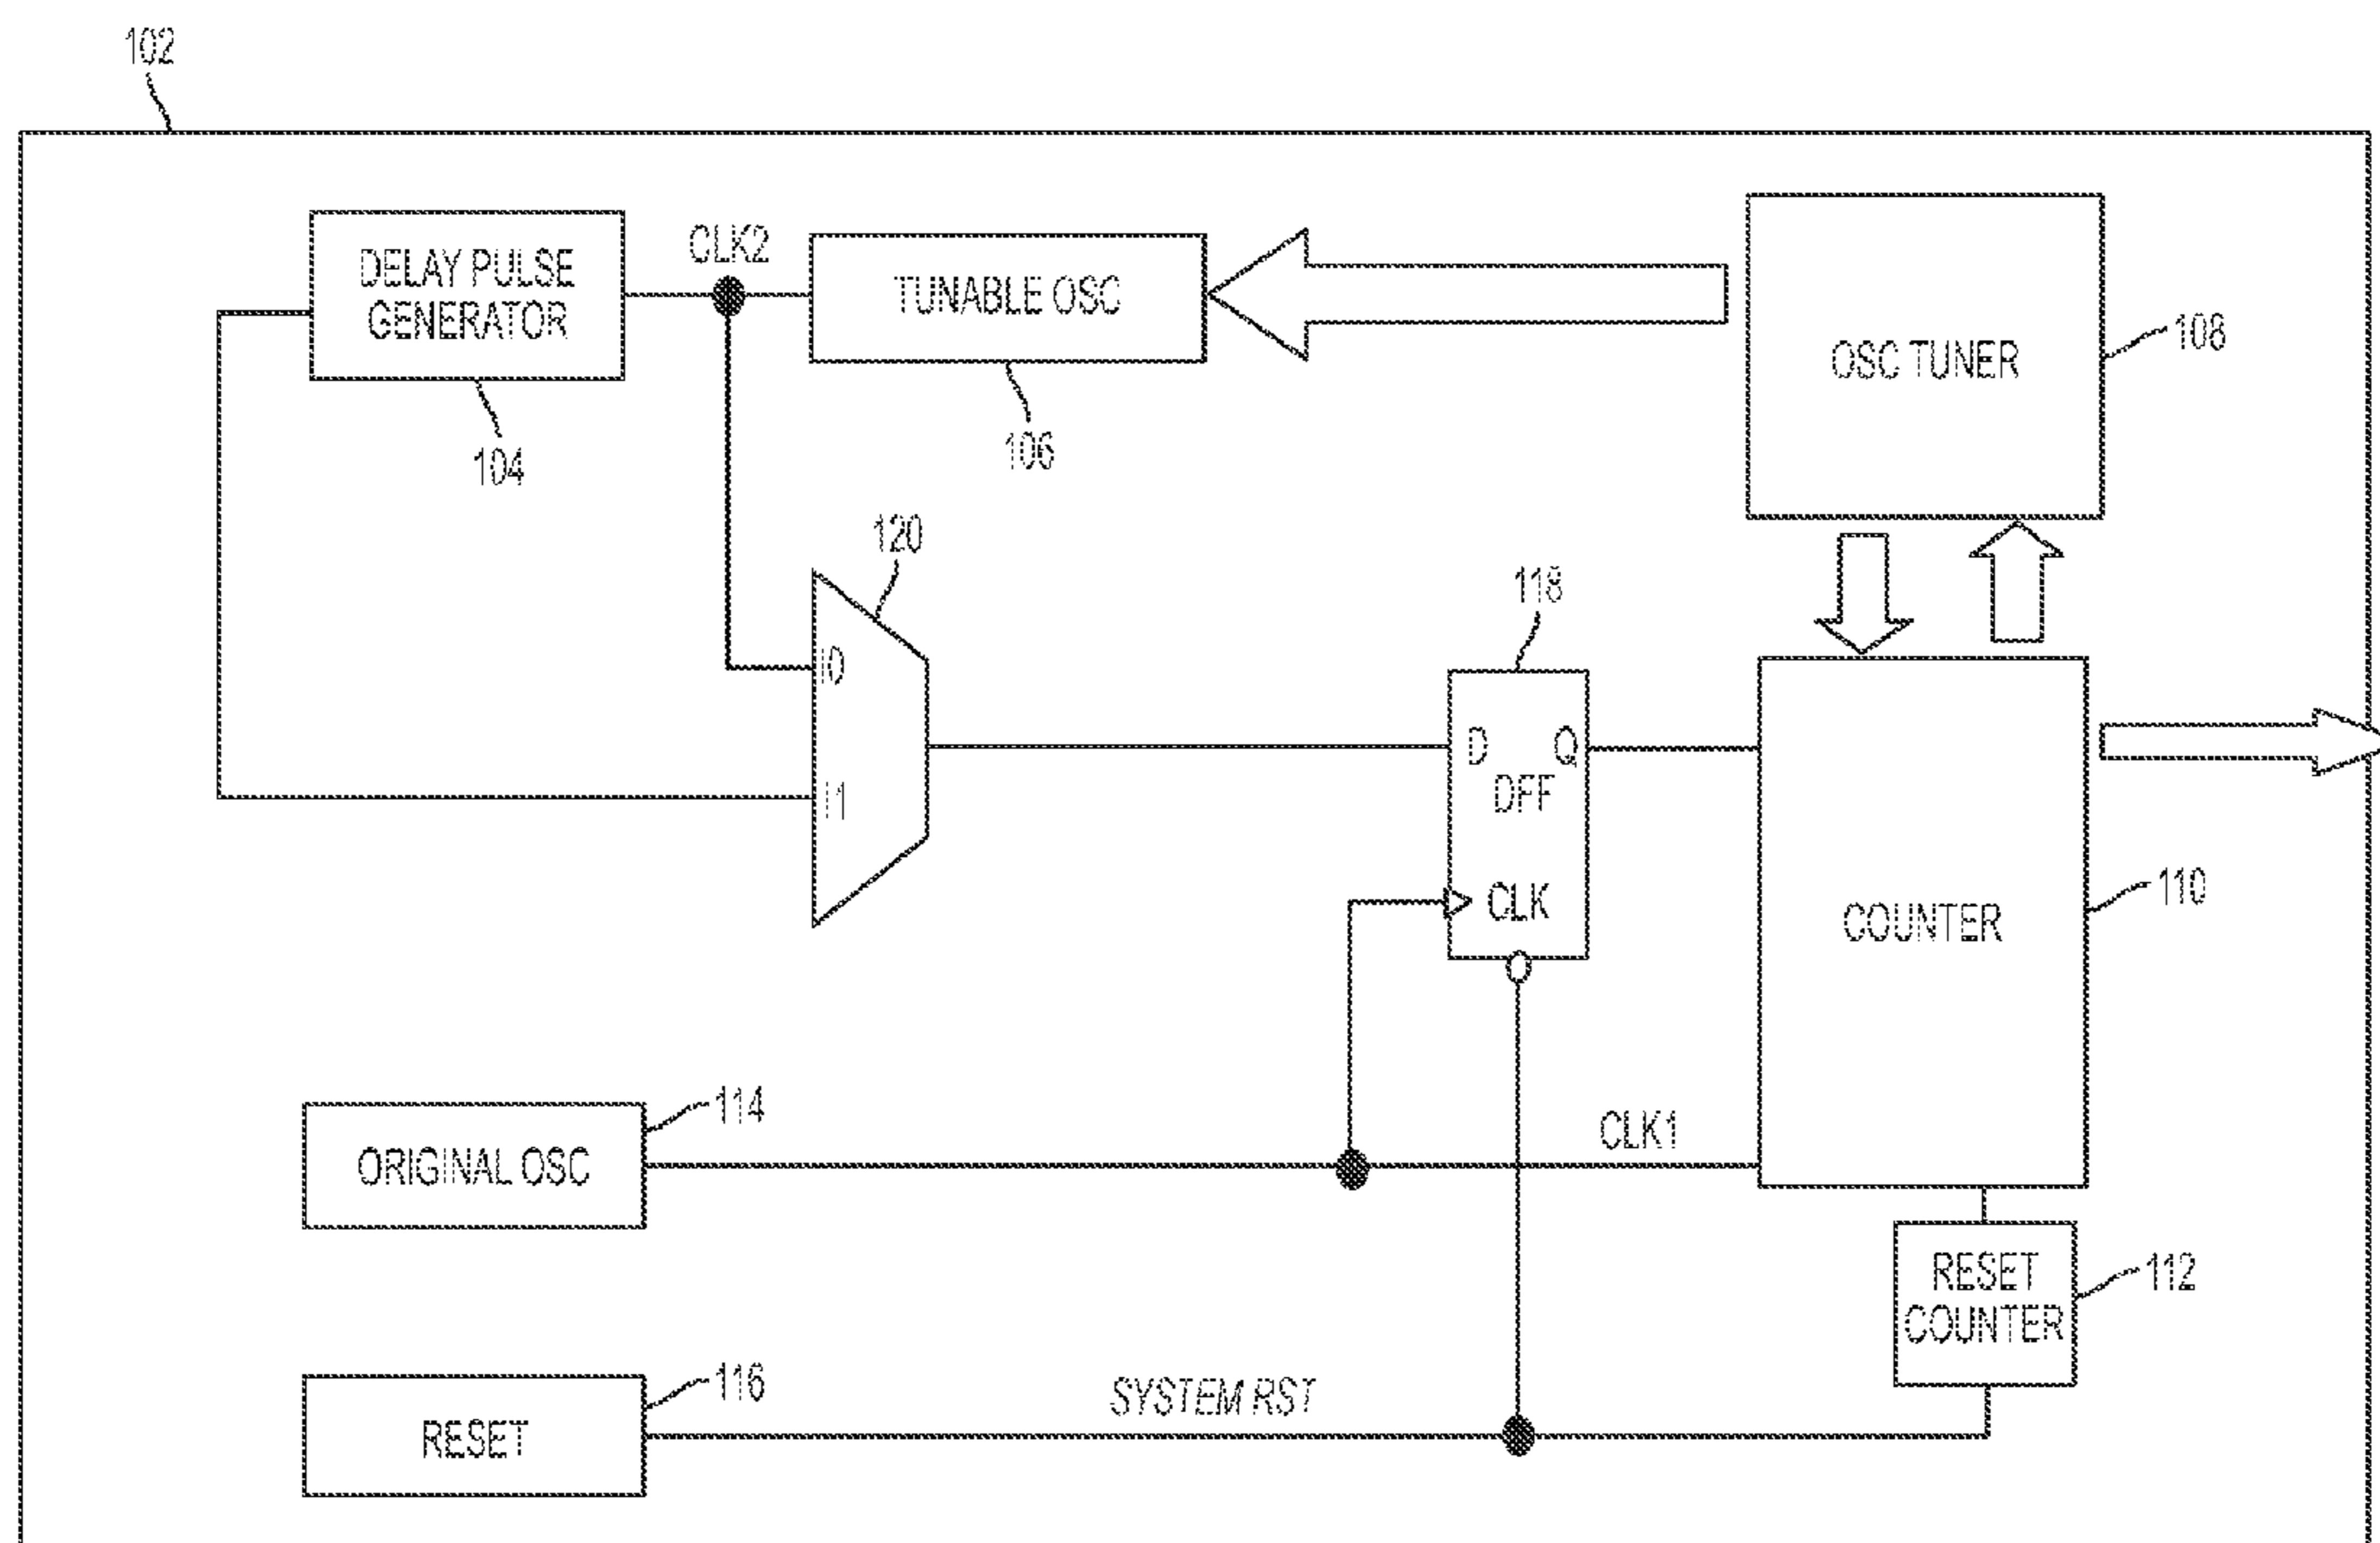 102
DELAY PULSE
GENERATOR
104
CLK2
TUNABLE OSC
106
OSC TUNER
108
120
I0
I1
118
D Q
DFF
CLK
COUNTER
110
ORIGINAL OSC
114
CLK1
RESET
COUNTER
112
RESET
116
SYSTEM RST